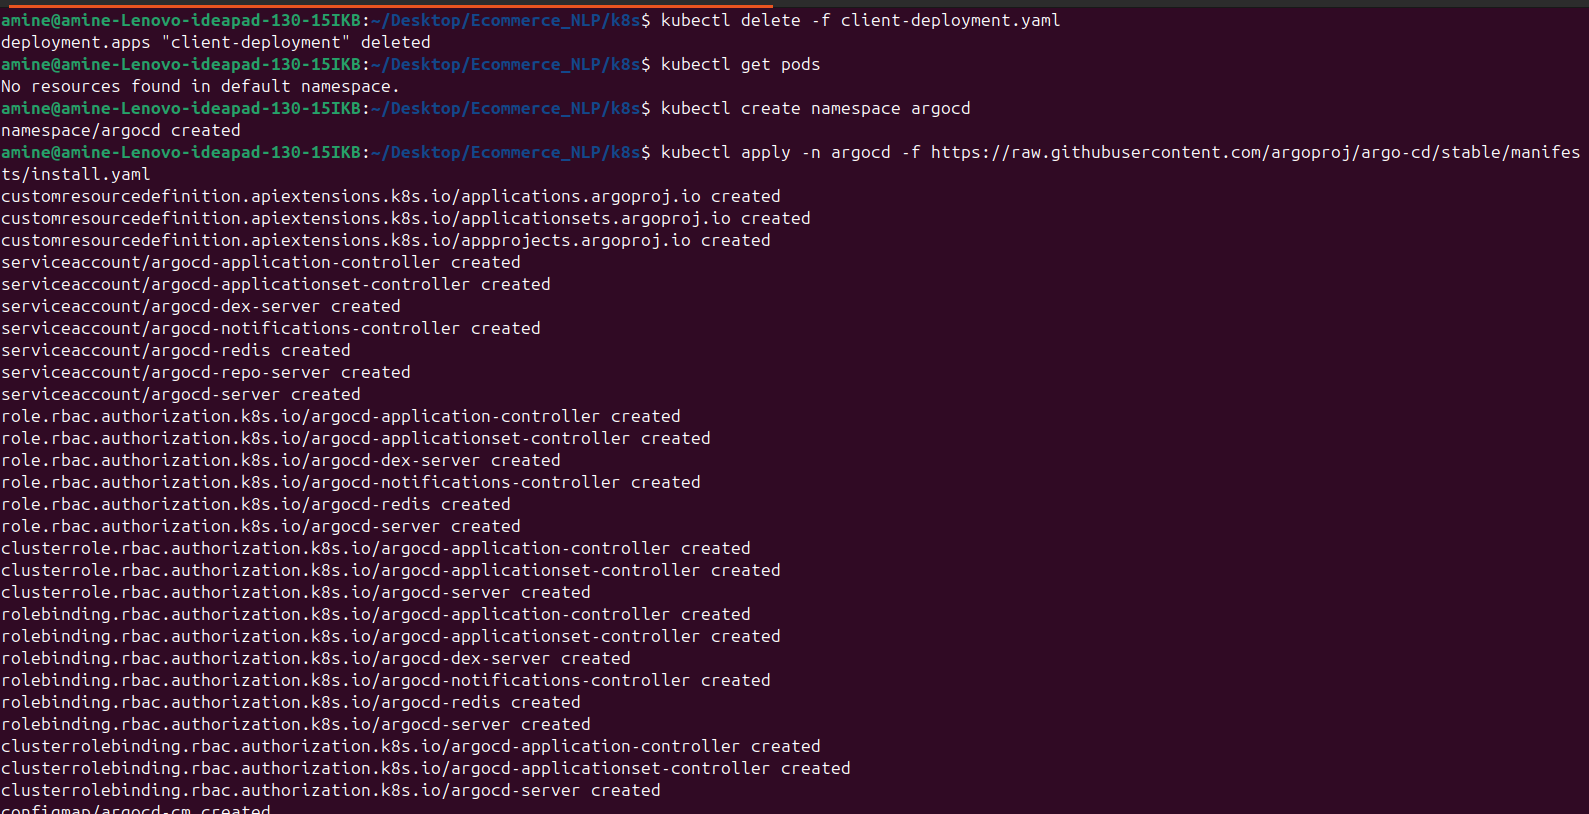 amine@amine-Lenovo-ideapad-130-15IKB:~/Desktop/Ecommerce_NLP/k8s$ kubectl delete -f client-deployment.yaml
deployment.apps "client-deployment" deleted
amine@amine-Lenovo-ideapad-130-15IKB:~/Desktop/Ecommerce_NLP/k8s$ kubectl get pods
No resources found in default namespace.
amine@amine-Lenovo-ideapad-130-15IKB:~/Desktop/Ecommerce_NLP/k8s$ kubectl create namespace argocd
namespace/argocd created
amine@amine-Lenovo-ideapad-130-15IKB:~/Desktop/Ecommerce_NLP/k8s$ kubectl apply -n argocd -f https://raw.githubusercontent.com/argoproj/argo-cd/stable/manifes
ts/install.yaml
customresourcedefinition.apiextensions.k8s.io/applications.argoproj.io created
customresourcedefinition.apiextensions.k8s.io/applicationsets.argoproj.io created
customresourcedefinition.apiextensions.k8s.io/appprojects.argoproj.io created
serviceaccount/argocd-application-controller created
serviceaccount/argocd-applicationset-controller created
serviceaccount/argocd-dex-server created
serviceaccount/argocd-notifications-controller created
serviceaccount/argocd-redis created
serviceaccount/argocd-repo-server created
serviceaccount/argocd-server created
role.rbac.authorization.k8s.io/argocd-application-controller created
role.rbac.authorization.k8s.io/argocd-applicationset-controller created
role.rbac.authorization.k8s.io/argocd-dex-server created
role.rbac.authorization.k8s.io/argocd-notifications-controller created
role.rbac.authorization.k8s.io/argocd-redis created
role.rbac.authorization.k8s.io/argocd-server created
clusterrole.rbac.authorization.k8s.io/argocd-application-controller created
clusterrole.rbac.authorization.k8s.io/argocd-applicationset-controller created
clusterrole.rbac.authorization.k8s.io/argocd-server created
rolebinding.rbac.authorization.k8s.io/argocd-application-controller created
rolebinding.rbac.authorization.k8s.io/argocd-applicationset-controller created
rolebinding.rbac.authorization.k8s.io/argocd-dex-server created
rolebinding.rbac.authorization.k8s.io/argocd-notifications-controller created
rolebinding.rbac.authorization.k8s.io/argocd-redis created
rolebinding.rbac.authorization.k8s.io/argocd-server created
clusterrolebinding.rbac.authorization.k8s.io/argocd-application-controller created
clusterrolebinding.rbac.authorization.k8s.io/argocd-applicationset-controller created
clusterrolebinding.rbac.authorization.k8s.io/argocd-server created
configmap/argocd-cm created